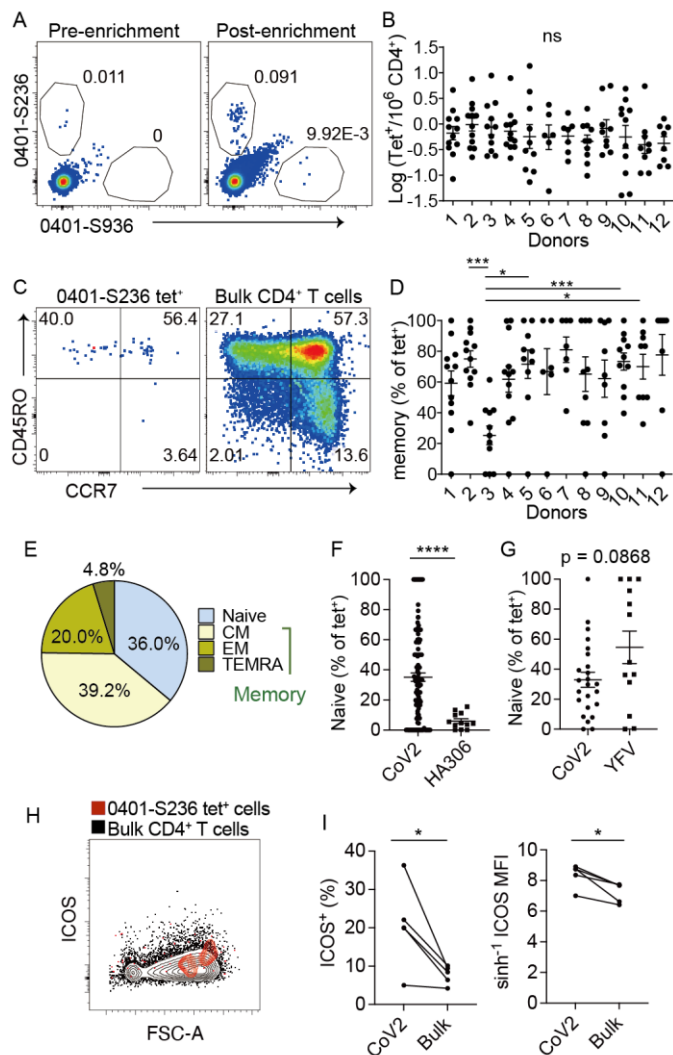 A
Pre-enrichment
Post-enrichment
0.011
0
0.091
9.92E-3
0401-S236
0401-S936
B
ns
Log (Tet⁺/10⁶ CD4⁺)
1.5
1.0
0.5
0.0
-0.5
-1.0
-1.5
1 2 3 4 5 6 7 8 9 10 11 12
Donors
C
0401-S236 tet⁺
Bulk CD4⁺ T cells
40.0 56.4
0 3.64
27.1 57.3
2.01 13.6
CD45RO
CCR7
D
***
*
***
*
memory (% of tet⁺)
100
80
60
40
20
0
1 2 3 4 5 6 7 8 9 10 11 12
Donors
E
4.8%
20.0%
36.0%
39.2%
Naive
CM
EM
TEMRA
Memory
F
****
Naive (% of tet⁺)
100
80
60
40
20
0
CoV2
HA306
G
p = 0.0868
Naive (% of tet⁺)
100
80
60
40
20
0
CoV2
YFV
H
0401-S236 tet⁺ cells
Bulk CD4⁺ T cells
ICOS
FSC-A
I
*
ICOS⁺ (%)
40
30
20
10
0
CoV2
Bulk
*
sinh⁻¹ ICOS MFI
10
8
6
4
2
0
CoV2
Bulk